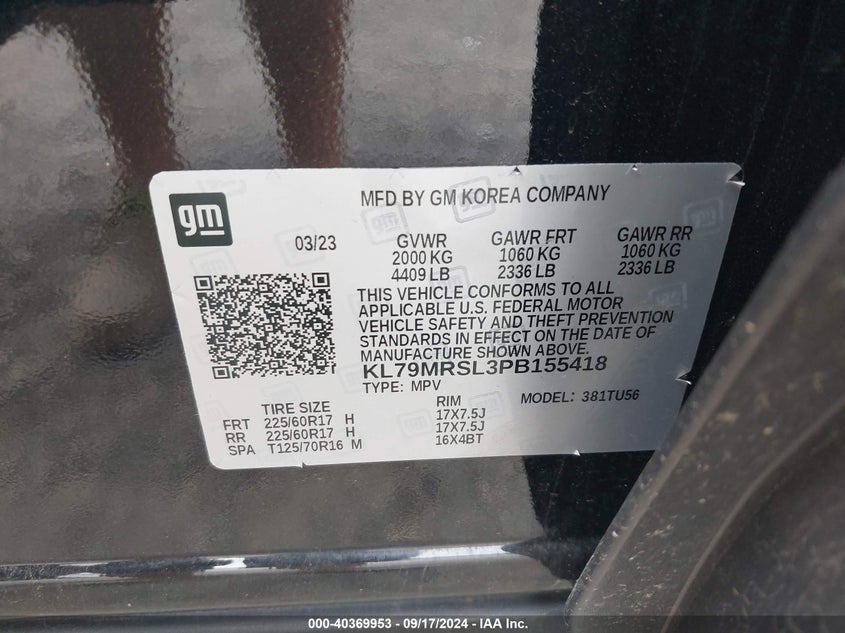 gm
MFD BY GM KOREA COMPANY
03/23 GVWR GAWR FRT GAWR RR
2000 KG 1060 KG 1060 KG
4409 LB 2336 LB 2336 LB
THIS VEHICLE CONFORMS TO ALL
APPLICABLE U.S. FEDERAL MOTOR
VEHICLE SAFETY AND THEFT PREVENTION
STANDARDS IN EFFECT ON THE DATE OF
MANUFACTURE SHOWN ABOVE.
KL79MRSL3PB155418
TYPE: MPV MODEL: 381TU56
TIRE SIZE RIM
FRT 225/60R17 H 17X7.5J
RR 225/60R17 H 17X7.5J
SPA T125/70R16 M 16X4BT
000-40369953 - 09/17/2024 - IAA Inc.